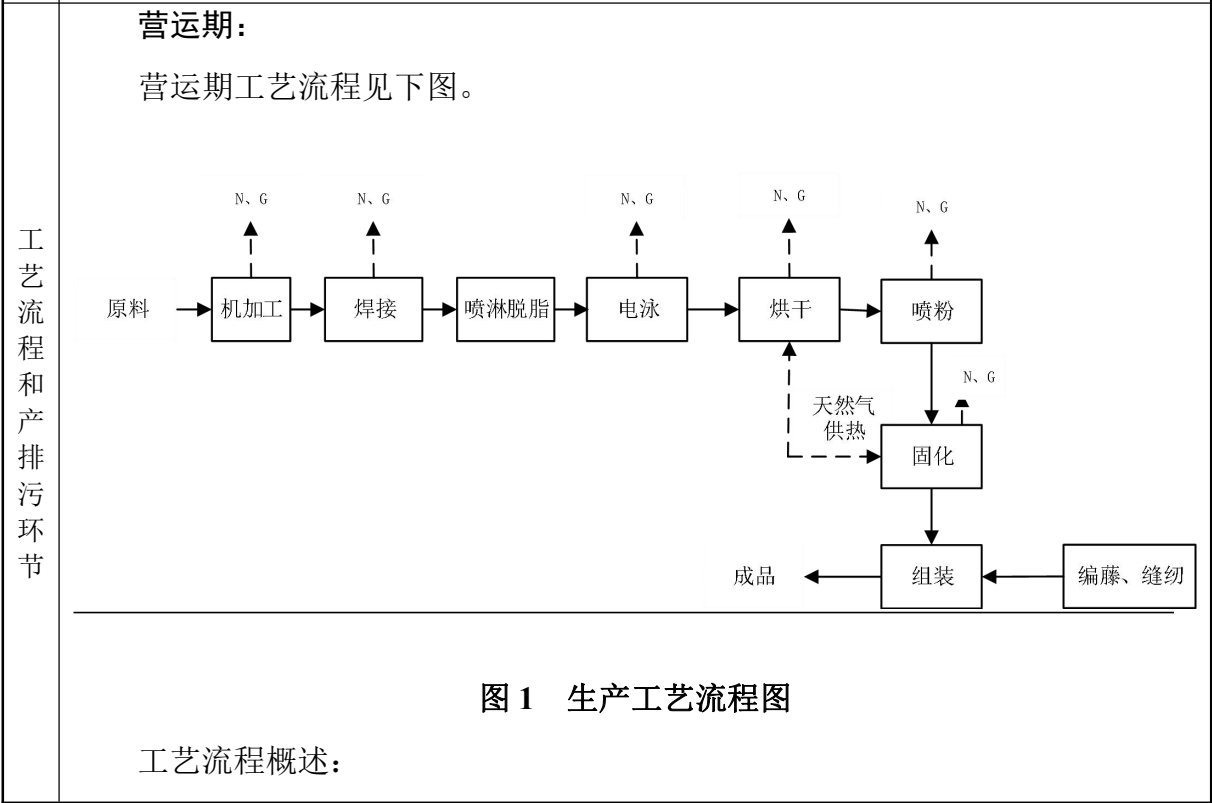 营运期：
营运期工艺流程见下图。
N、G
N、G
N、G
N、G
N、G
原料
机加工
焊接
喷淋脱脂
电泳
烘干
喷粉
N、G
天然气
供热
固化
成品
组装
编藤、缝纫
图 1 生产工艺流程图
工艺流程概述：
工艺流程和产排污环节